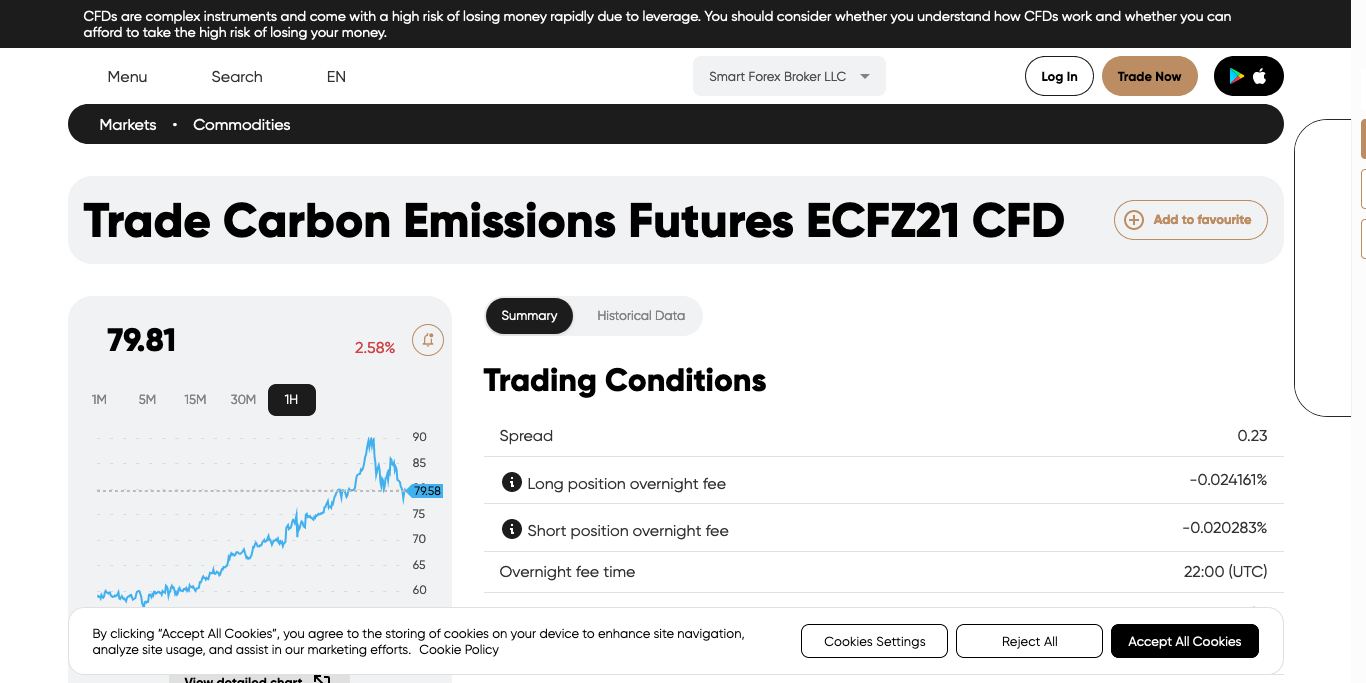 CFDs are complex instruments and come with a high risk of losing money rapidly due to leverage. You should consider whether you understand how CFDs work and whether you can
afford to take the high risk of losing your money.
Menu
Search
EN
Smart Forex Broker LLC
Log In
Trade Now
Markets • Commodities
Trade Carbon Emissions Futures ECFZ21 CFD
Add to favourite
79.81
2.58%
1M
5M
15M
30M
1H
90
85
79.58
75
70
65
60
View detailed chart
Summary
Historical Data
Trading Conditions
Spread
0.23
Long position overnight fee
-0.024161%
Short position overnight fee
-0.020283%
Overnight fee time
22:00 (UTC)
By clicking “Accept All Cookies”, you agree to the storing of cookies on your device to enhance site navigation,
analyze site usage, and assist in our marketing efforts. Cookie Policy
Cookies Settings
Reject All
Accept All Cookies